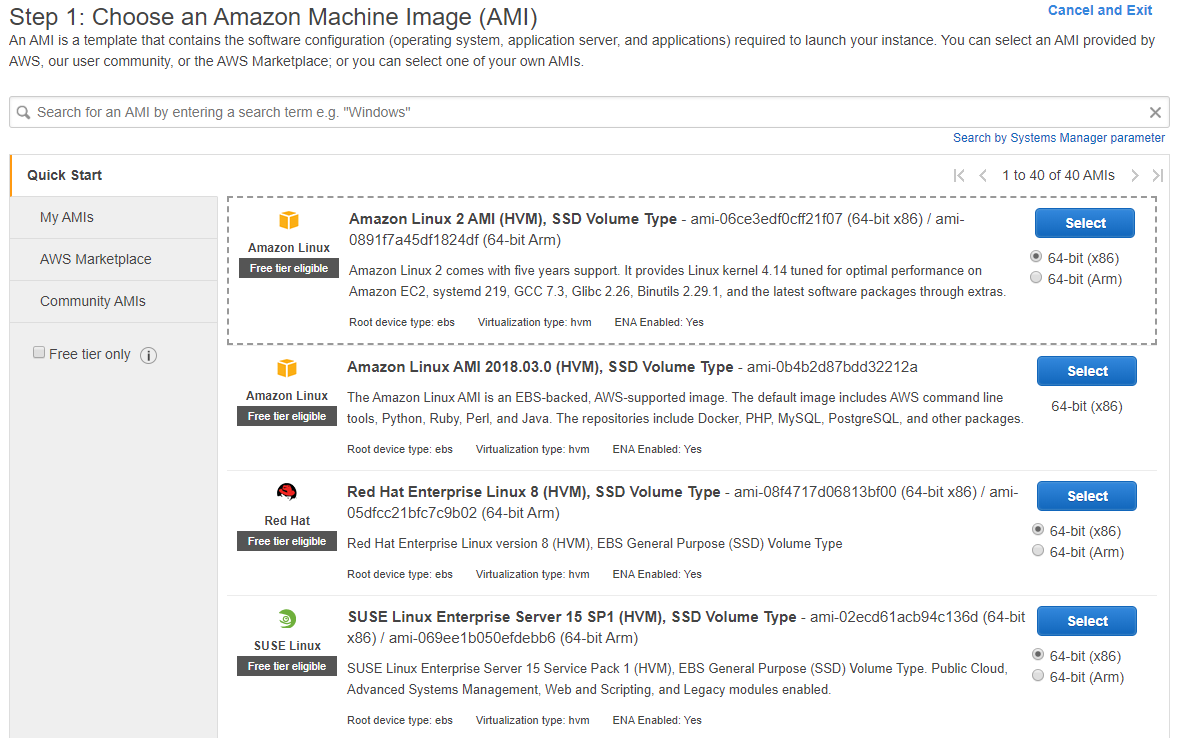 Step 1: Choose an Amazon Machine Image (AMI)
Cancel and Exit
An AMI is a template that contains the software configuration (operating system, application server, and applications) required to launch your instance. You can select an AMI provided by
AWS, our user community, or the AWS Marketplace; or you can select one of your own AMIs.
Search for an AMI by entering a search term e.g. "Windows"
Search by Systems Manager parameter
Quick Start
1 to 40 of 40 AMIs
My AMIs
AWS Marketplace
Community AMIs
Free tier only
Amazon Linux
Free tier eligible
Amazon Linux 2 AMI (HVM), SSD Volume Type - ami-06ce3edf0cff21f07 (64-bit x86) / ami-
0891f7a45df1824df (64-bit Arm)
Amazon Linux 2 comes with five years support. It provides Linux kernel 4.14 tuned for optimal performance on
Amazon EC2, systemd 219, GCC 7.3, Glibc 2.26, Binutils 2.29.1, and the latest software packages through extras.
Root device type: ebs Virtualization type: hvm ENA Enabled: Yes
Select
64-bit (x86)
64-bit (Arm)
Amazon Linux
Free tier eligible
Amazon Linux AMI 2018.03.0 (HVM), SSD Volume Type - ami-0b4b2d87bdd32212a
The Amazon Linux AMI is an EBS-backed, AWS-supported image. The default image includes AWS command line
tools, Python, Ruby, Perl, and Java. The repositories include Docker, PHP, MySQL, PostgreSQL, and other packages.
Root device type: ebs Virtualization type: hvm ENA Enabled: Yes
Select
64-bit (x86)
Red Hat
Free tier eligible
Red Hat Enterprise Linux 8 (HVM), SSD Volume Type - ami-08f4717d06813bf00 (64-bit x86) / ami-
05dfcc21bfc7c9b02 (64-bit Arm)
Red Hat Enterprise Linux version 8 (HVM), EBS General Purpose (SSD) Volume Type
Root device type: ebs Virtualization type: hvm ENA Enabled: Yes
Select
64-bit (x86)
64-bit (Arm)
SUSE Linux
Free tier eligible
SUSE Linux Enterprise Server 15 SP1 (HVM), SSD Volume Type - ami-02ecd61acb94c136d (64-bit
x86) / ami-069ee1b050efdebb6 (64-bit Arm)
SUSE Linux Enterprise Server 15 Service Pack 1 (HVM), EBS General Purpose (SSD) Volume Type. Public Cloud,
Advanced Systems Management, Web and Scripting, and Legacy modules enabled.
Root device type: ebs Virtualization type: hvm ENA Enabled: Yes
Select
64-bit (x86)
64-bit (Arm)